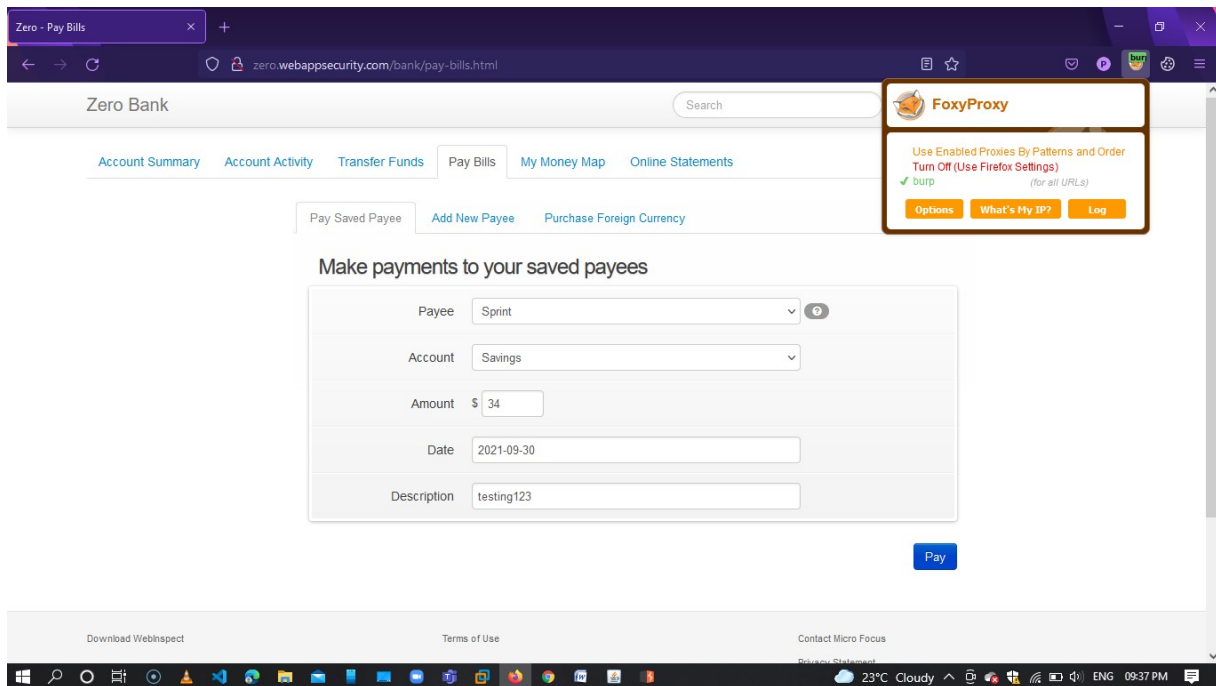 Zero - Pay Bills
zero.webappsecurity.com/bank/pay-bills.html
P
bur
Zero Bank
Search
FoxyProxy
Use Enabled Proxies By Patterns and Order
Turn Off (Use Firefox Settings)
✔ burp (for all URLs)
Options What's My IP? Log
Account Summary Account Activity Transfer Funds Pay Bills My Money Map Online Statements
Pay Saved Payee Add New Payee Purchase Foreign Currency
Make payments to your saved payees
Payee Sprint ?
Account Savings
Amount $ 34
Date 2021-09-30
Description testing123
Pay
Download WebInspect Terms of Use Contact Micro Focus
Privacy Statement
23°C Cloudy ENG 09:37 PM